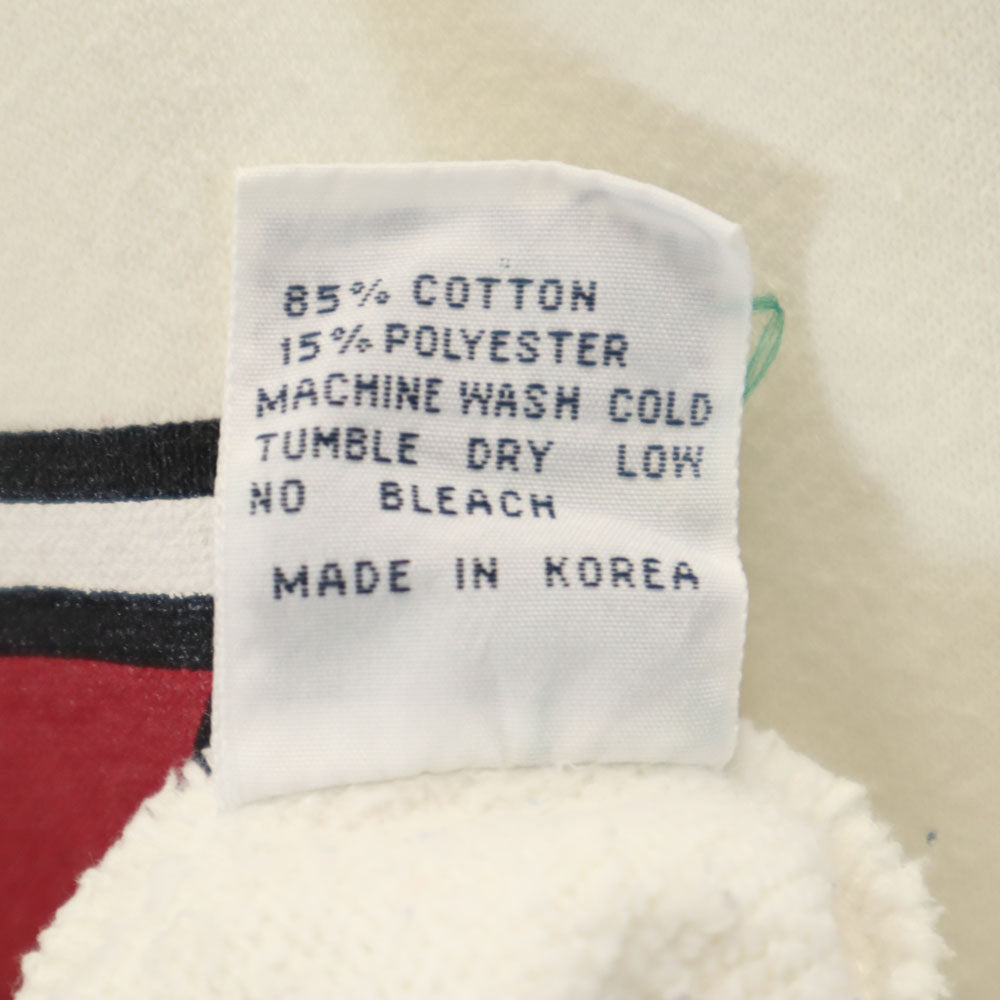 85% COTTON
15% POLYESTER
MACHINE WASH COLD
TUMBLE DRY LOW
NO BLEACH
MADE IN KOREA